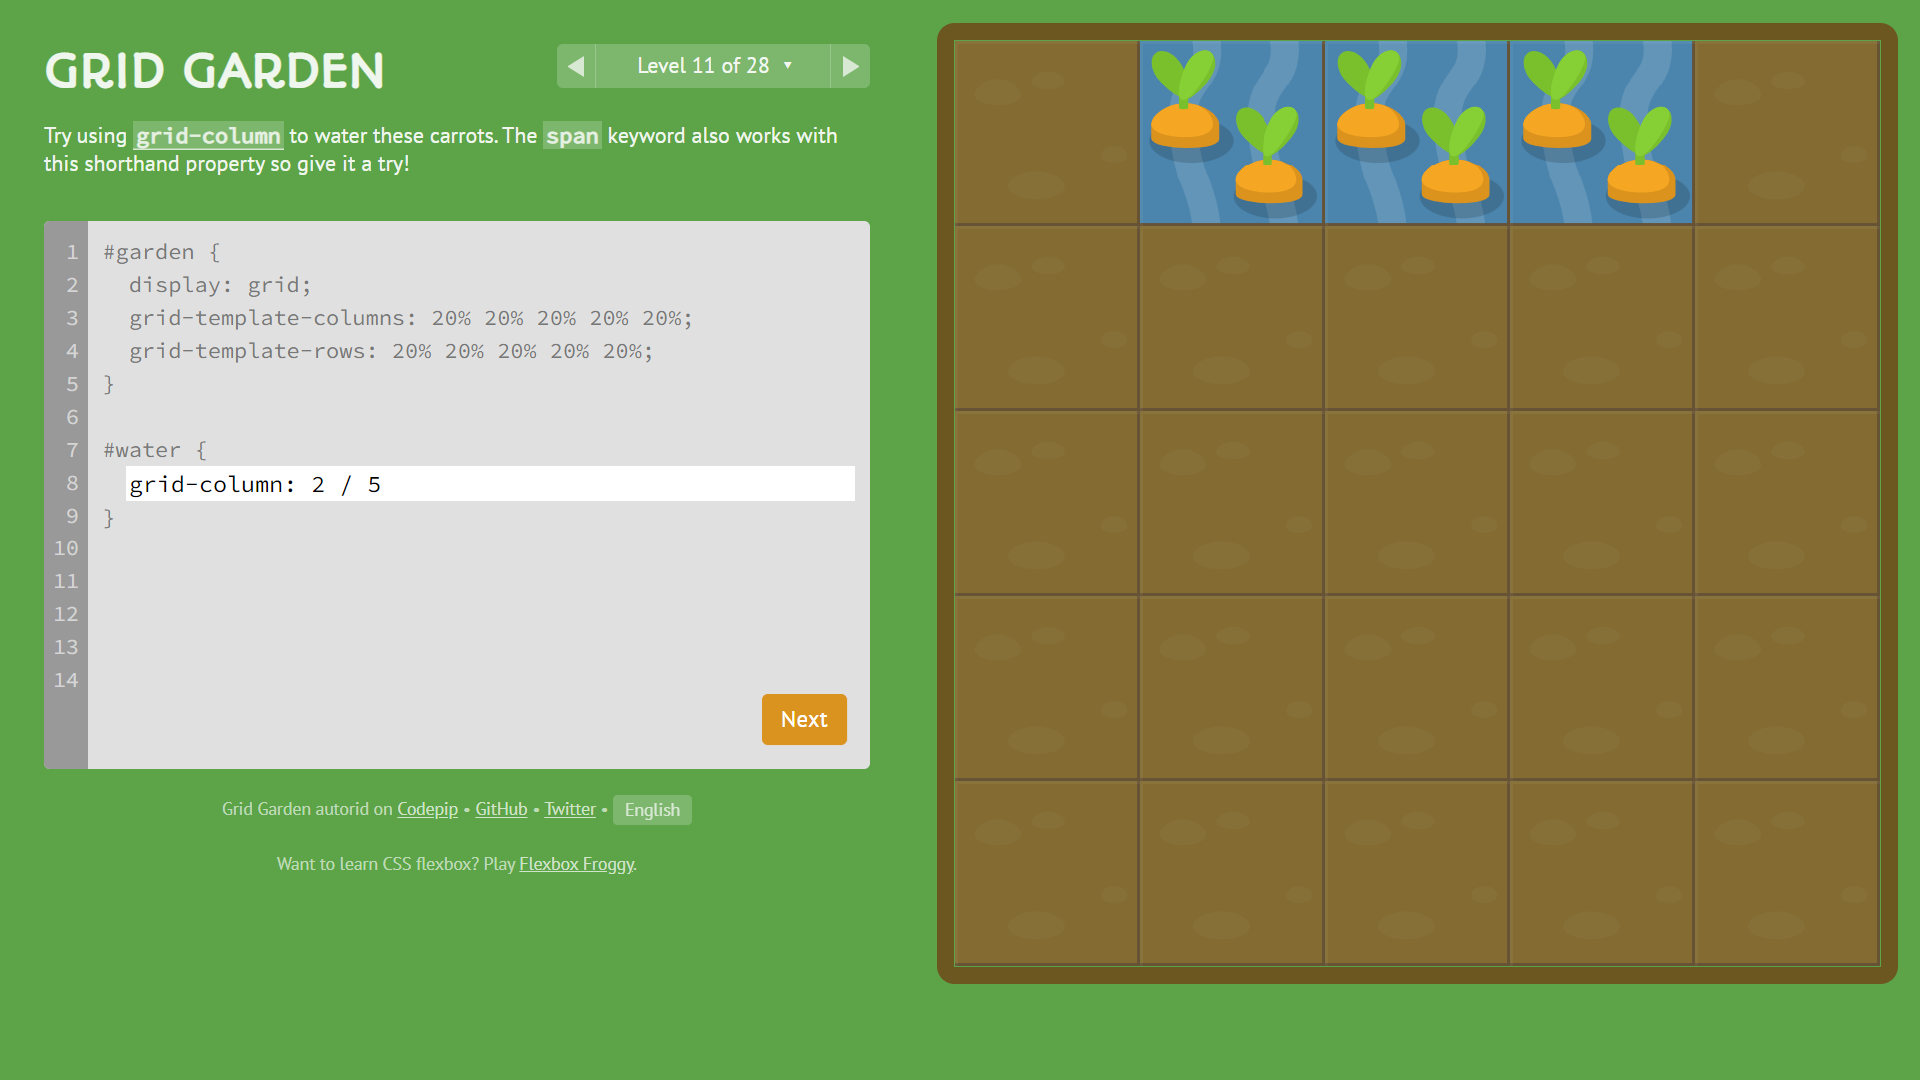 GRID GARDEN
Level 11 of 28
Try using grid-column to water these carrots. The span keyword also works with
this shorthand property so give it a try!
1 #garden {
2 display: grid;
3 grid-template-columns: 20% 20% 20% 20% 20%;
4 grid-template-rows: 20% 20% 20% 20% 20%;
5 }
6
7 #water {
8 grid-column: 2 / 5
9 }
10
11
12
13
14
Next
Grid Garden autorid on Codepip • GitHub • Twitter • English
Want to learn CSS flexbox? Play Flexbox Froggy.